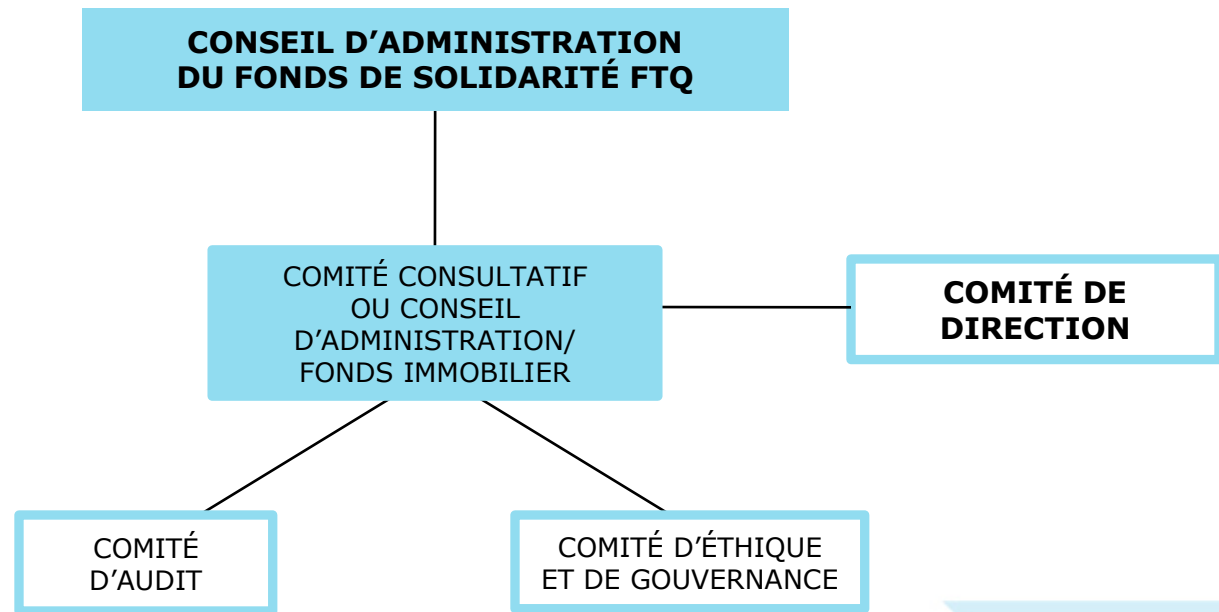 CONSEIL D’ADMINISTRATION
DU FONDS DE SOLIDARITÉ FTQ
COMITÉ CONSULTATIF
OU CONSEIL
D’ADMINISTRATION/
FONDS IMMOBILIER
COMITÉ DE
DIRECTION
COMITÉ
D’AUDIT
COMITÉ D’ÉTHIQUE
ET DE GOUVERNANCE